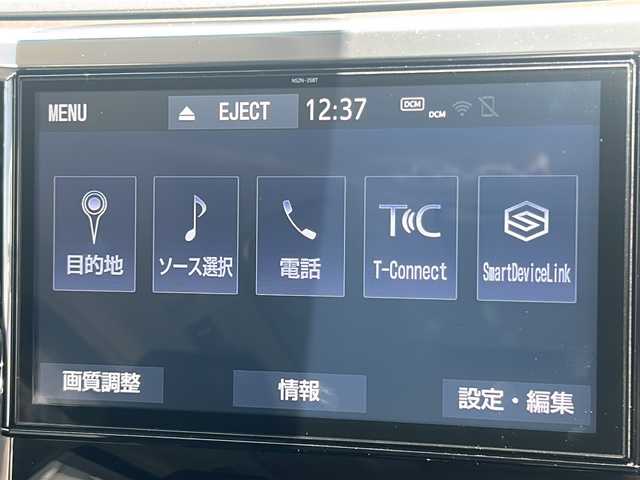 NSZN-Z68T
MENU
EJECT
12:37
DCM
DCM
目的地
ソース選択
電話
T-Connect
SmartDeviceLink
画質調整
情報
設定・編集